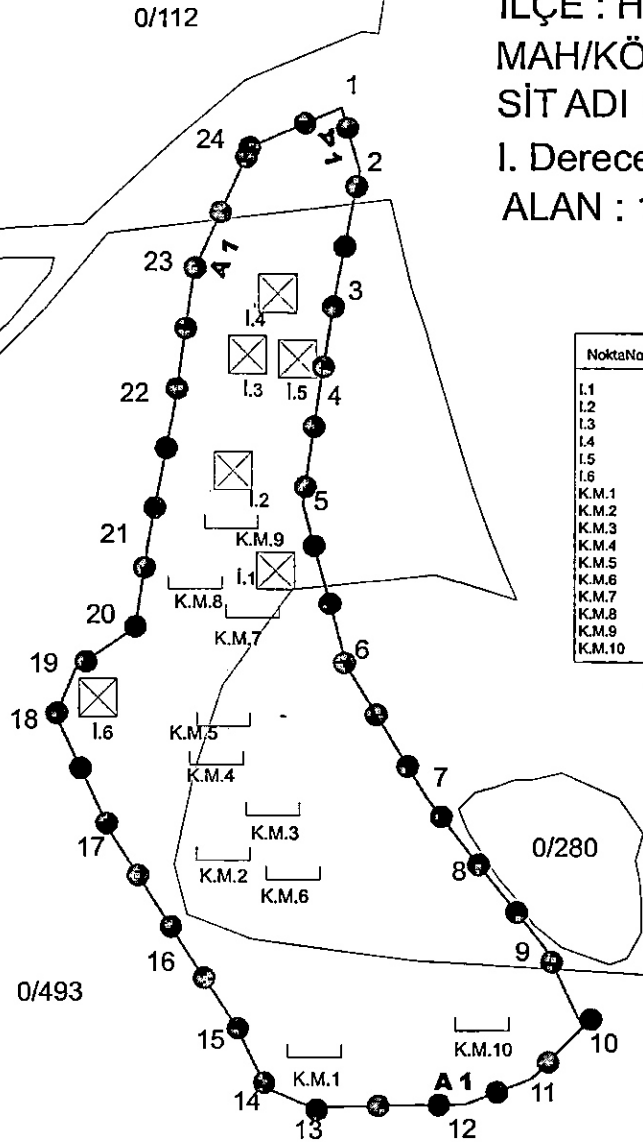 0/112
İLÇE : H
MAH/KÖ
SİT ADI
I. Derece
ALAN : 1
1
A 1
24
2
23
A 1
3
İ.4
İ.3
İ.5
4
22
İ.2
5
K.M.9
21
İ.1
K.M.8
K.M.7
20
19
6
18
İ.6
K.M.5
K.M.4
7
K.M.3
17
K.M.2
K.M.6
8
0/280
16
9
0/493
15
K.M.10
10
K.M.1
A 1
11
14
13
12
NoktaNo
İ.1
İ.2
İ.3
İ.4
İ.5
İ.6
K.M.1
K.M.2
K.M.3
K.M.4
K.M.5
K.M.6
K.M.7
K.M.8
K.M.9
K.M.10